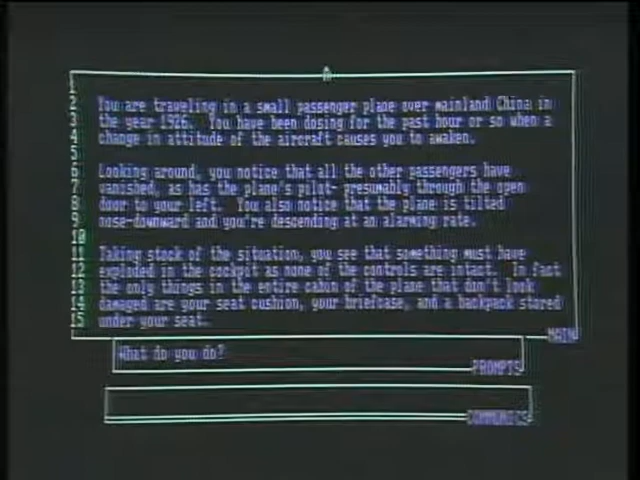 1
2 You are traveling in a small passenger plane over mainland China in
3 the year 1926. You have been dosing for the past hour or so when a
4 change in attitude of the aircraft causes you to awaken.
5
6 Looking around, you notice that all the other passengers have
7 vanished, as has the plane's pilot- presumably through the open
8 door to your left. You also notice that the plane is tilted
9 nose-downward and you're descending at an alarming rate.
10
11 Taking stock of the situation, you see that something must have
12 exploded in the cockpit as none of the controls are intact. In fact
13 the only things in the entire cabin of the plane that don't look
14 damaged are your seat cushion, your briefcase, and a backpack stored
15 under your seat.
MAIN
What do you do?
PROMPTS